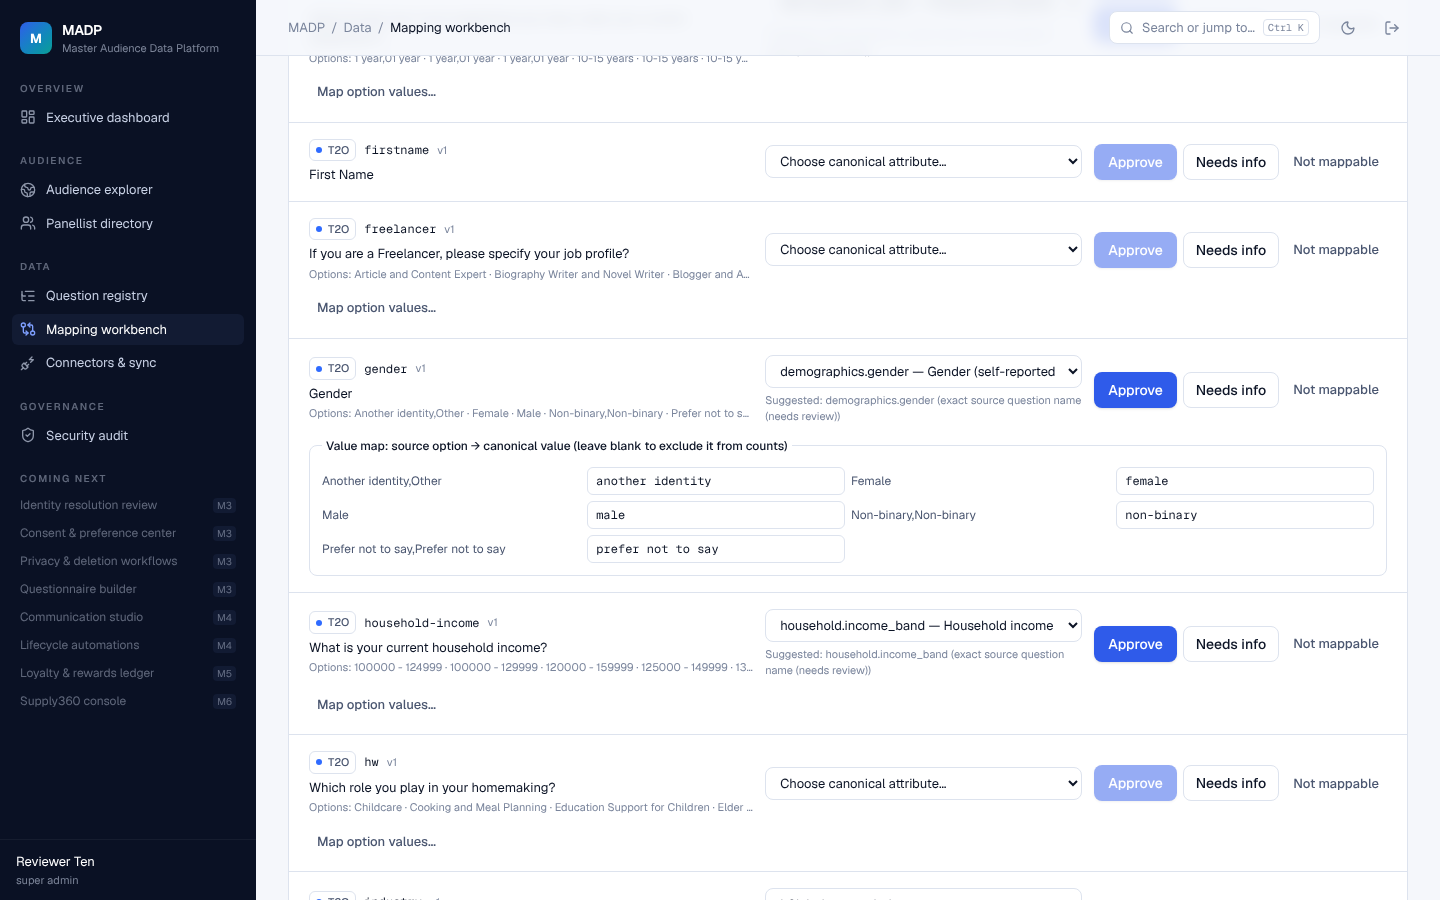 M
MADP
Master Audience Data Platform
OVERVIEW
Executive dashboard
AUDIENCE
Audience explorer
Panellist directory
DATA
Question registry
Mapping workbench
Connectors & sync
GOVERNANCE
Security audit
COMING NEXT
Identity resolution review M3
Consent & preference center M3
Privacy & deletion workflows M3
Questionnaire builder M3
Communication studio M4
Lifecycle automations M4
Loyalty & rewards ledger M5
Supply360 console M6
Reviewer Ten
super admin
MADP / Data / Mapping workbench
Search or jump to... Ctrl K
Options: 1 year,01 year · 1 year,01 year · 1 year,01 year · 10-15 years · 10-15 years · 10-15 y...
Map option values...
T2O firstname v1
First Name
Choose canonical attribute...
Approve Needs info Not mappable
T2O freelancer v1
If you are a Freelancer, please specify your job profile?
Options: Article and Content Expert · Biography Writer and Novel Writer · Blogger and A...
Choose canonical attribute...
Approve Needs info Not mappable
Map option values...
T2O gender v1
Gender
Options: Another identity,Other · Female · Male · Non-binary,Non-binary · Prefer not to s...
demographics.gender — Gender (self-reported
Suggested: demographics.gender (exact source question name
(needs review))
Approve Needs info Not mappable
Value map: source option → canonical value (leave blank to exclude it from counts)
Another identity,Other another identity Female female
Male male Non-binary,Non-binary non-binary
Prefer not to say,Prefer not to say prefer not to say
T2O household-income v1
What is your current household income?
Options: 100000 - 124999 · 100000 - 129999 · 120000 - 159999 · 125000 - 149999 · 13...
household.income_band — Household income
Suggested: household.income_band (exact source question
name (needs review))
Approve Needs info Not mappable
Map option values...
T2O hw v1
Which role you play in your homemaking?
Options: Childcare · Cooking and Meal Planning · Education Support for Children · Elder ...
Choose canonical attribute...
Approve Needs info Not mappable
Map option values...